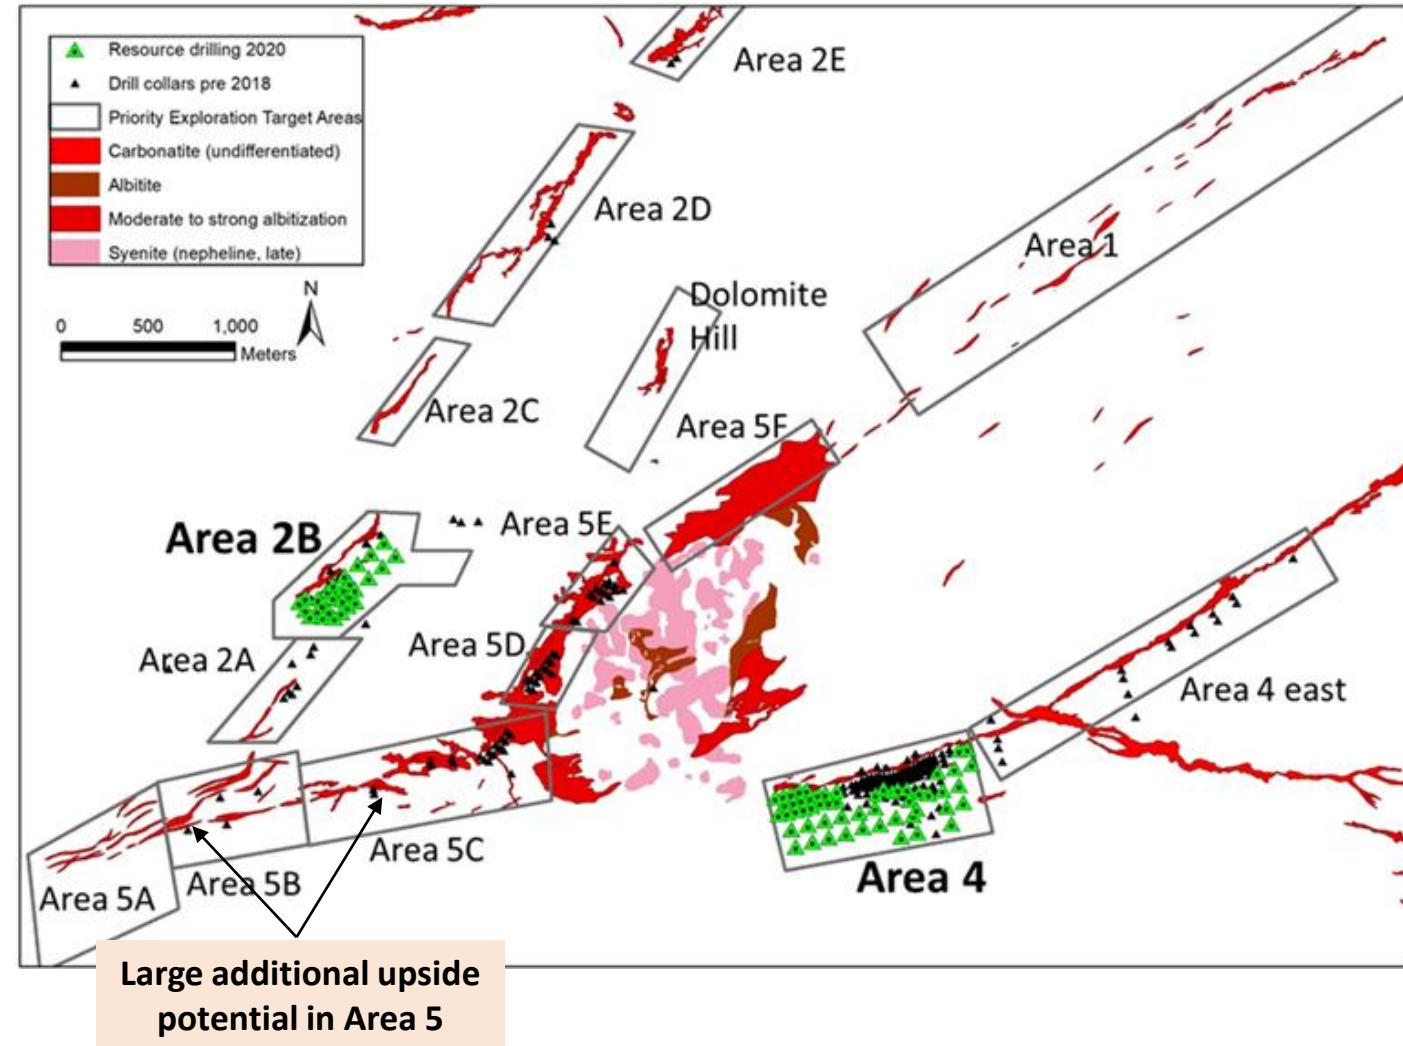 Resource drilling 2020
Drill collars pre 2018
Priority Exploration Target Areas
Carbonatite (undifferentiated)
Albitite
Moderate to strong albitization
Syenite (nepheline, late)
N
0 500 1,000
Meters
Area 2E
Area 2D
Area 1
Dolomite
Hill
Area 2C
Area 5F
Area 2B
Area 5E
Area 5D
Area 2A
Area 4 east
Area 5C
Area 4
Area 5B
Area 5A
Large additional upside
potential in Area 5